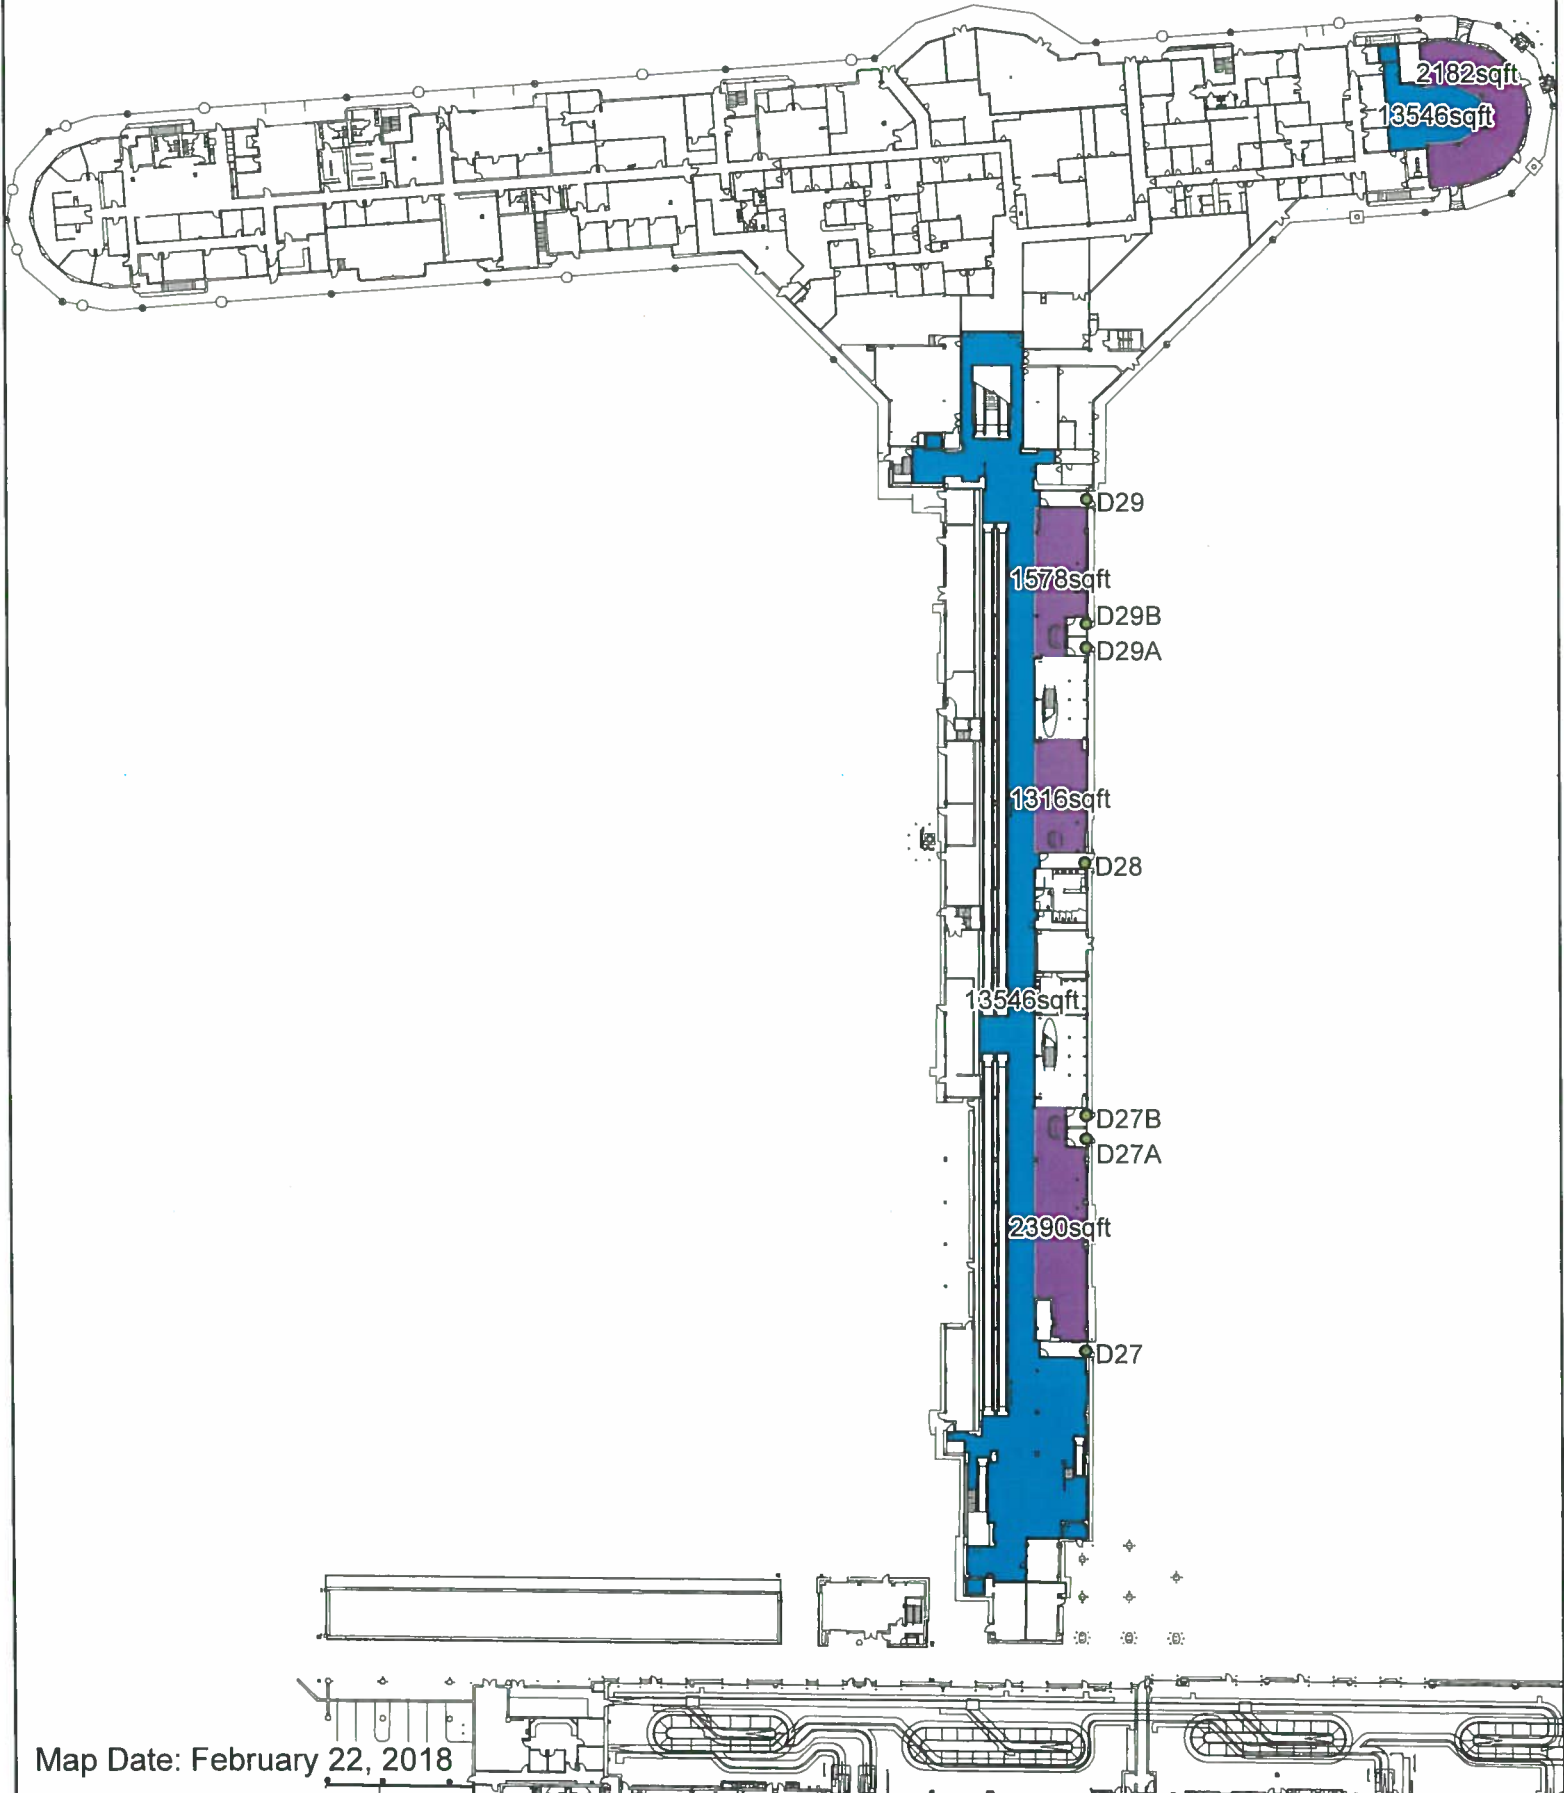 2182sqft
13546sqft
D29
1578sqft
D29B
D29A
1316sqft
D28
13546sqft
D27B
D27A
2390sqft
D27
Map Date: February 22, 2018